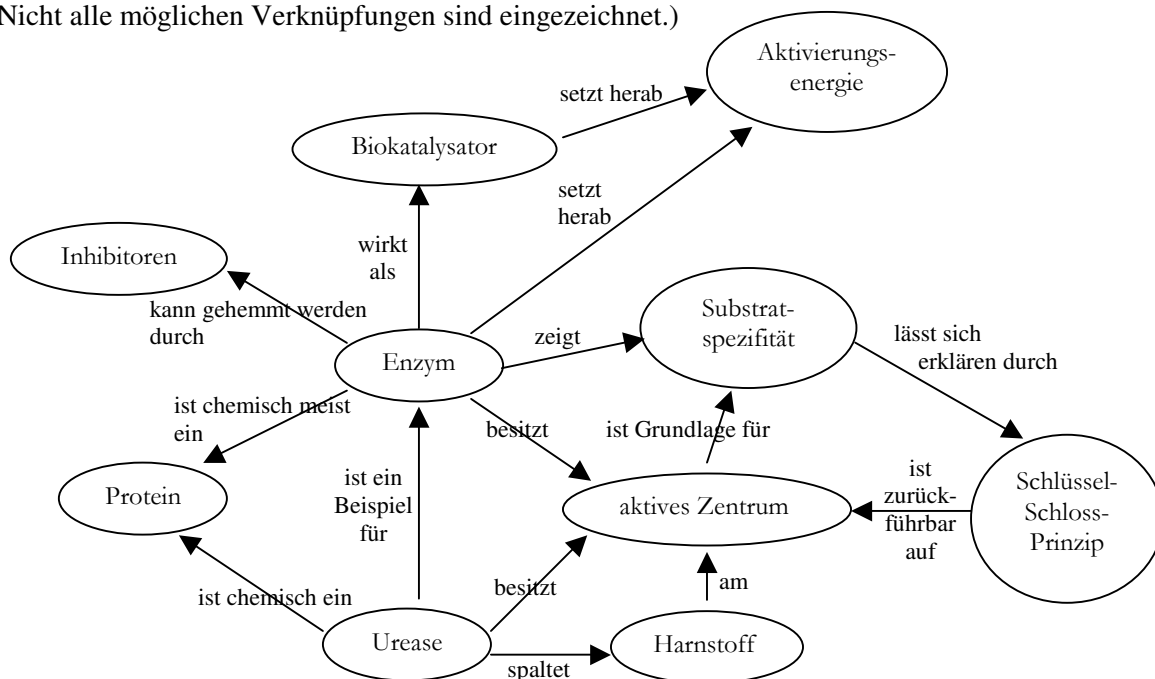 Nicht alle möglichen Verknüpfungen sind eingezeichnet.)
Aktivierungs-
energie
setzt herab
Biokatalysator
setzt
herab
wirkt
als
Inhibitoren
kann gehemmt werden
durch
Substrat-
spezifität
zeigt
lässt sich
erklären durch
Enzym
ist chemisch meist
ein
besitzt
ist Grundlage für
ist ein
Beispiel
für
Protein
aktives Zentrum
ist
zurück-
führbar
auf
Schlüssel-
Schloss-
Prinzip
ist chemisch ein
besitzt
am
Urease
spaltet
Harnstoff